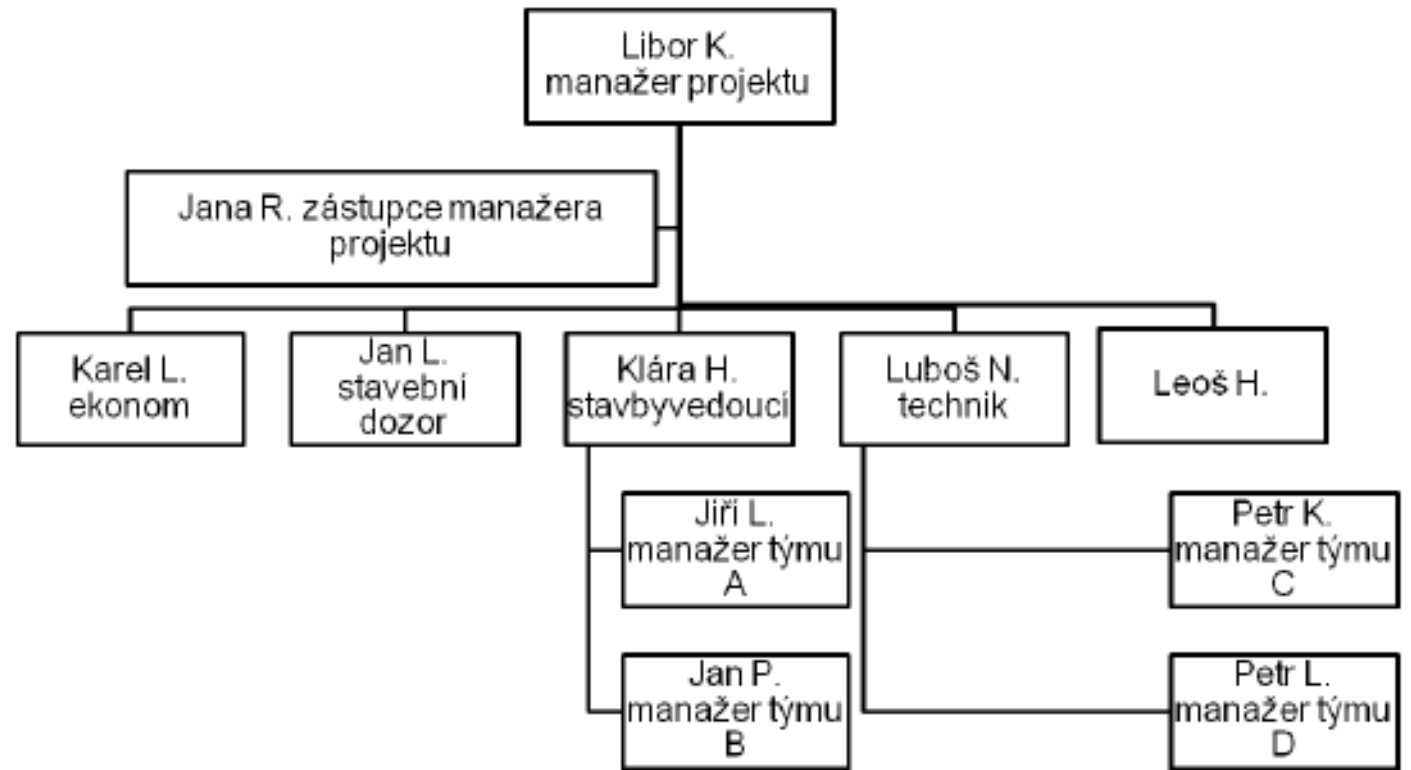 Libor K.
manažer projektu
Jana R. zástupce manažera
projektu
Karel L.
ekonom
Jan L.
stavební
dozor
Klára H.
stavbyvedoucí
Luboš N.
technik
Leoš H.
Jiří L.
manažer týmu
A
Petr K.
manažer týmu
C
Jan P.
manažer týmu
B
Petr L.
manažer týmu
D